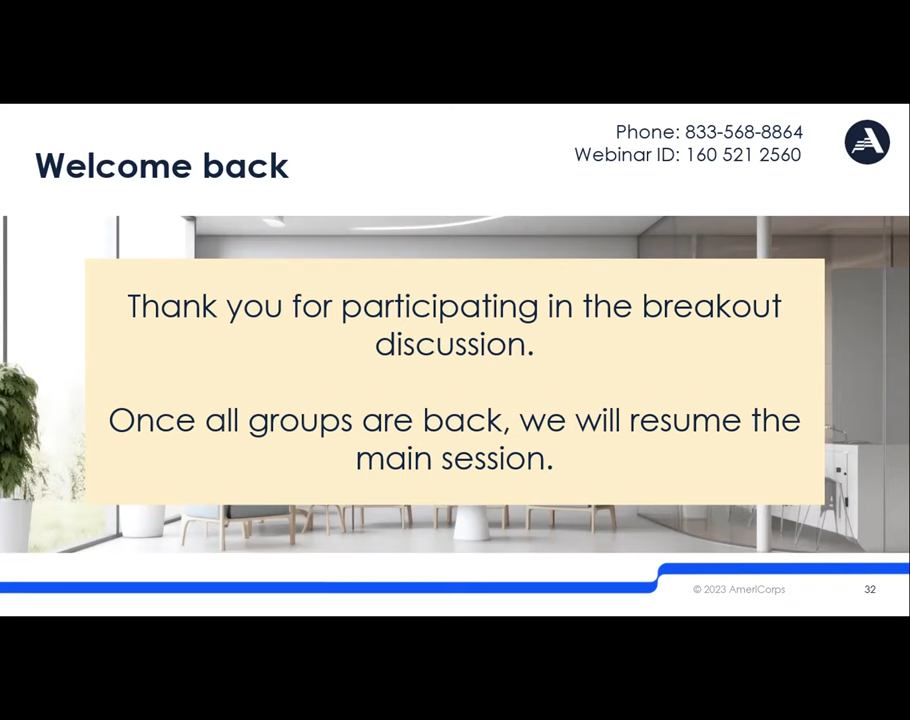 Phone: 833-568-8864
Webinar ID: 160 521 2560
Welcome back
Thank you for participating in the breakout
discussion.
Once all groups are back, we will resume the
main session.
© 2023 AmeriCorps
32